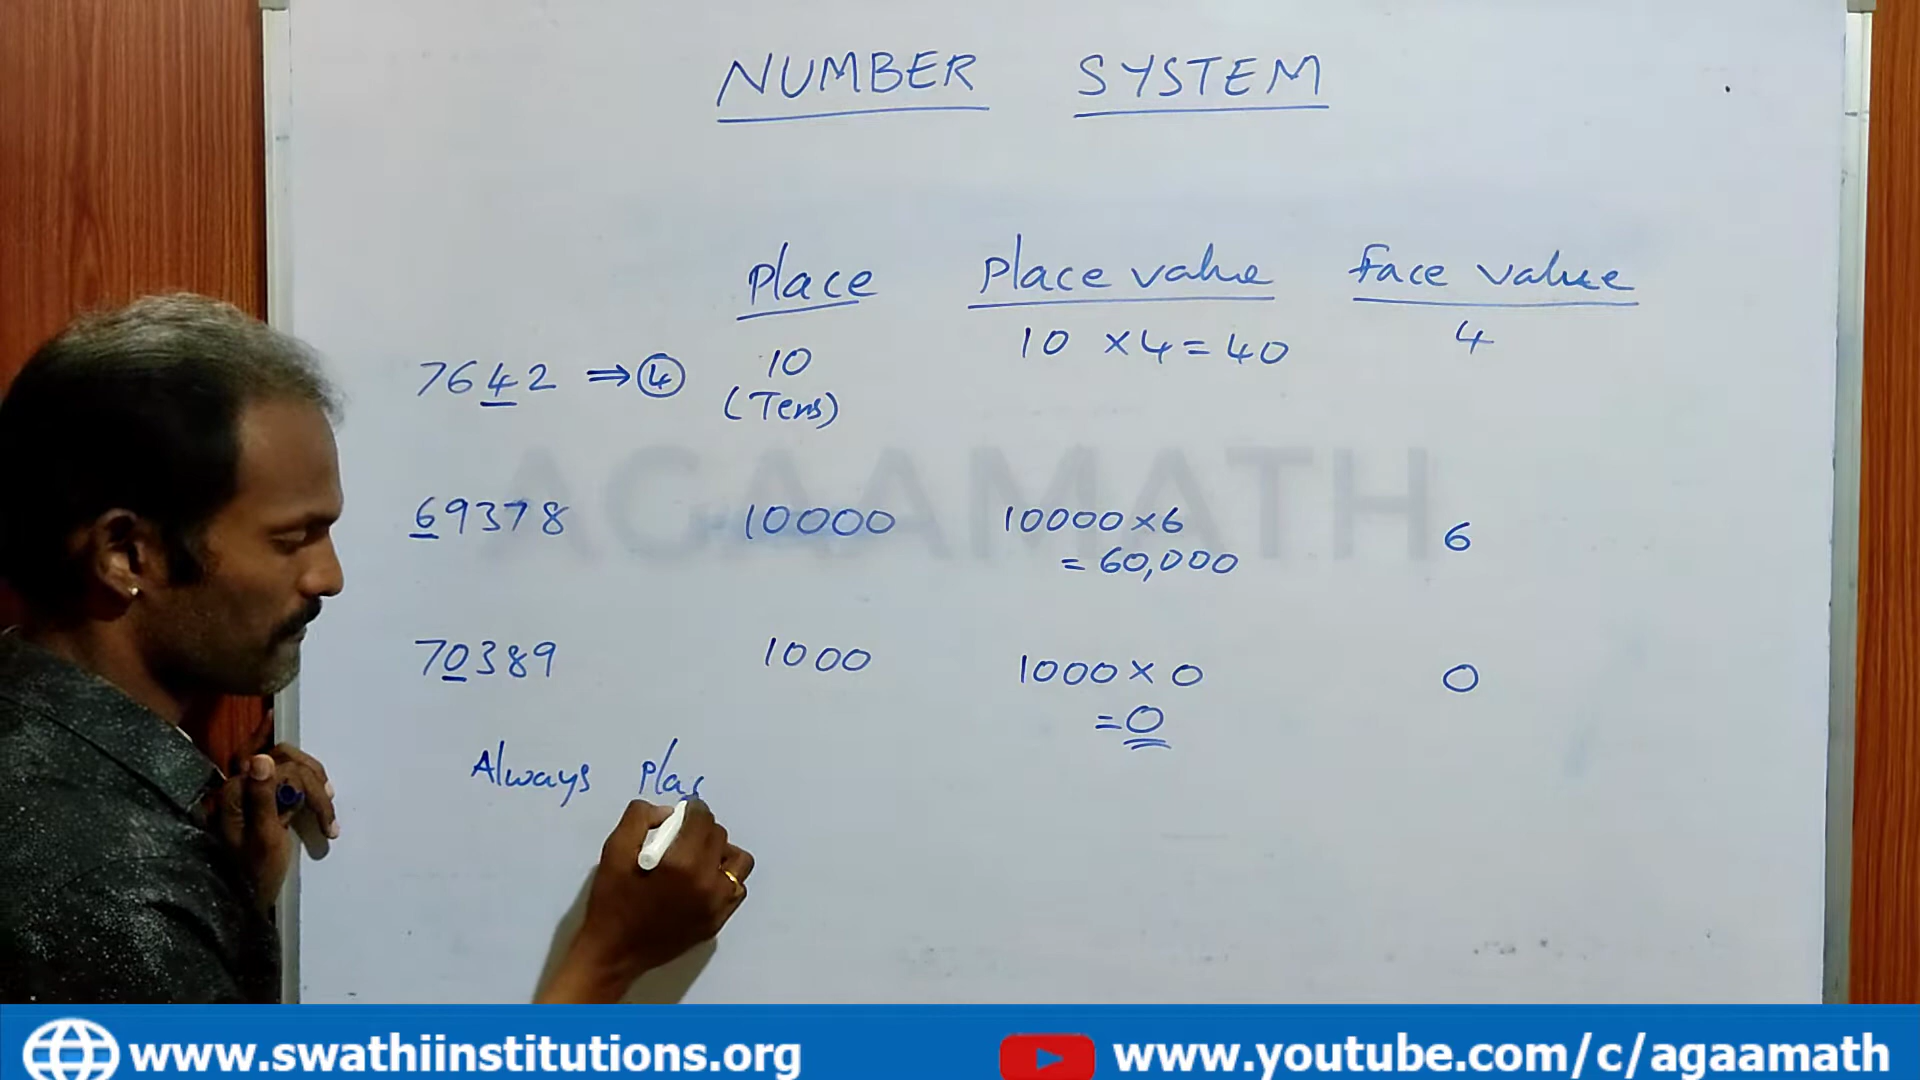 NUMBER SYSTEM
Place Place value Face value
7642 ⇒ 4 10 10 × 4 = 40 4
(Tens)
AGAAMATH
69378 10000 10000 × 6 6
= 60,000
70389 1000 1000 × 0 0
= 0
Always Plac
www.swathiinstitutions.org www.youtube.com/c/agaamath